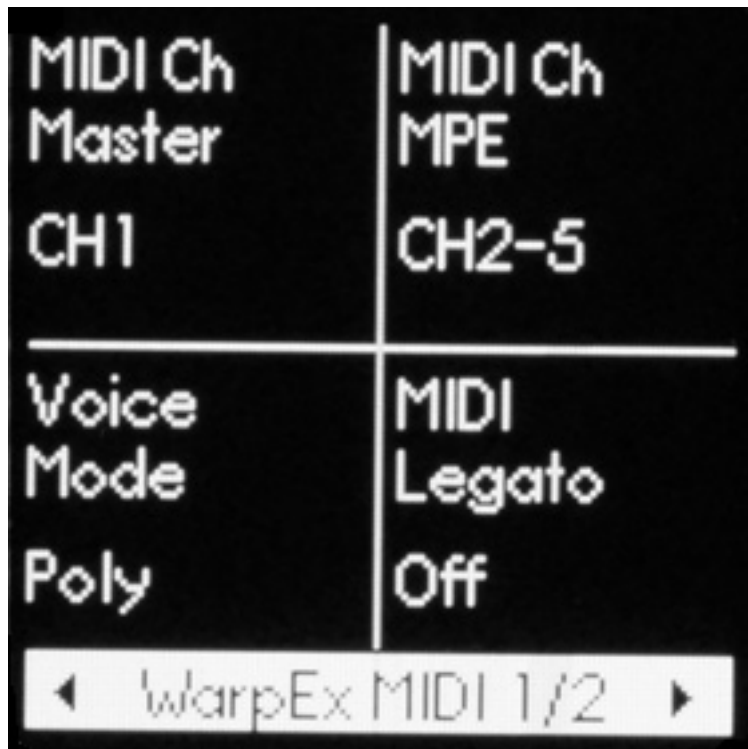 MIDI Ch
Master
CH1
MIDI Ch
MPE
CH2-5
Voice
Mode
Poly
MIDI
Legato
Off
WarpEx MIDI 1/2